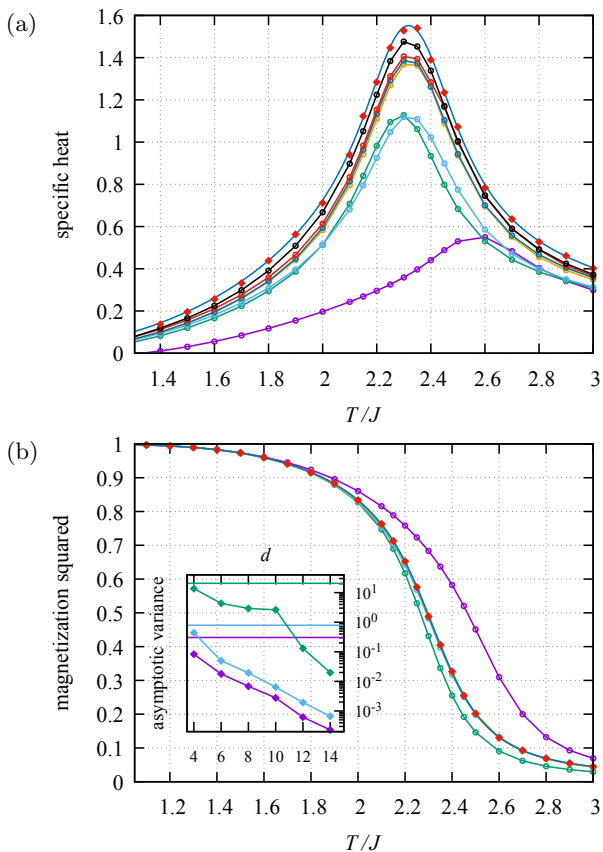 (a)
specific heat
1.6
1.4
1.2
1
0.8
0.6
0.4
0.2
0
1.4 1.6 1.8 2 2.2 2.4 2.6 2.8 3
T/J
(b)
magnetization squared
1
0.9
0.8
0.7
0.6
0.5
0.4
0.3
0.2
0.1
0
d
asymptotic variance
10¹
10⁰
10⁻¹
10⁻²
10⁻³
4 6 8 10 12 14
1.2 1.4 1.6 1.8 2 2.2 2.4 2.6 2.8 3
T/J